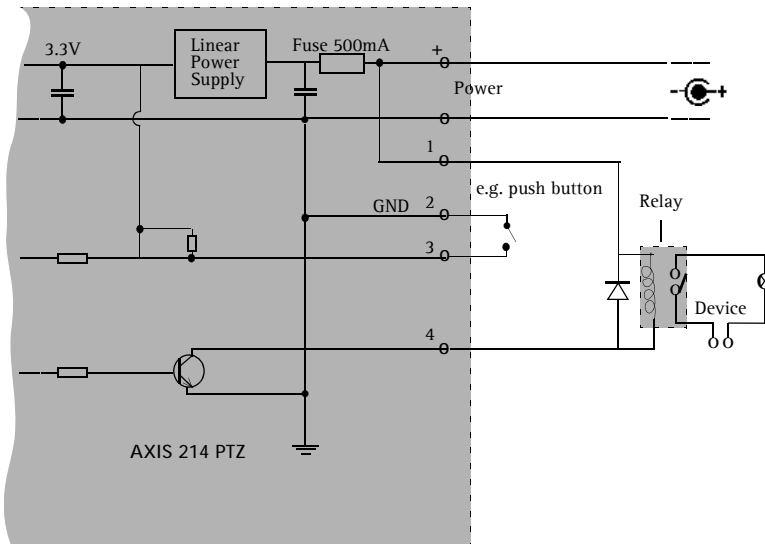 3.3V
Linear
Power
Supply
Fuse 500mA
+
Power
- +
1
e.g. push button
GND 2
Relay
3
Device
4
AXIS 214 PTZ